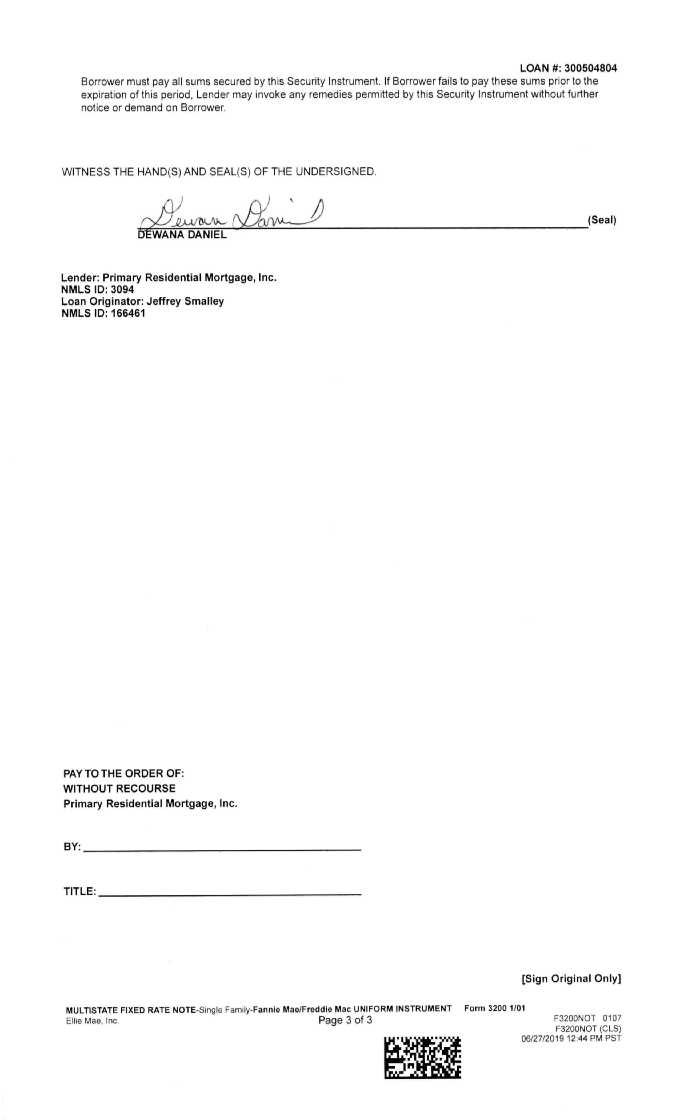 LOAN #: 300504804
Borrower must pay all sums secured by this Security Instrument. If Borrower fails to pay these sums prior to the
expiration of this period, Lender may invoke any remedies permitted by this Security Instrument without further
notice or demand on Borrower.
WITNESS THE HAND(S) AND SEAL(S) OF THE UNDERSIGNED.
Dewana Daniel
(Seal)
DEWANA DANIEL
Lender: Primary Residential Mortgage, Inc.
NMLS ID: 3094
Loan Originator: Jeffrey Smalley
NMLS ID: 166461
PAY TO THE ORDER OF:
WITHOUT RECOURSE
Primary Residential Mortgage, Inc.
BY:
TITLE:
[Sign Original Only]
MULTISTATE FIXED RATE NOTE-Single Family-Fannie Mae/Freddie Mac UNIFORM INSTRUMENT Form 3200 1/01
Ellie Mae, Inc. Page 3 of 3 F3200NOT 0107
F3200NOT (CLS)
06/27/2019 12:44 PM PST